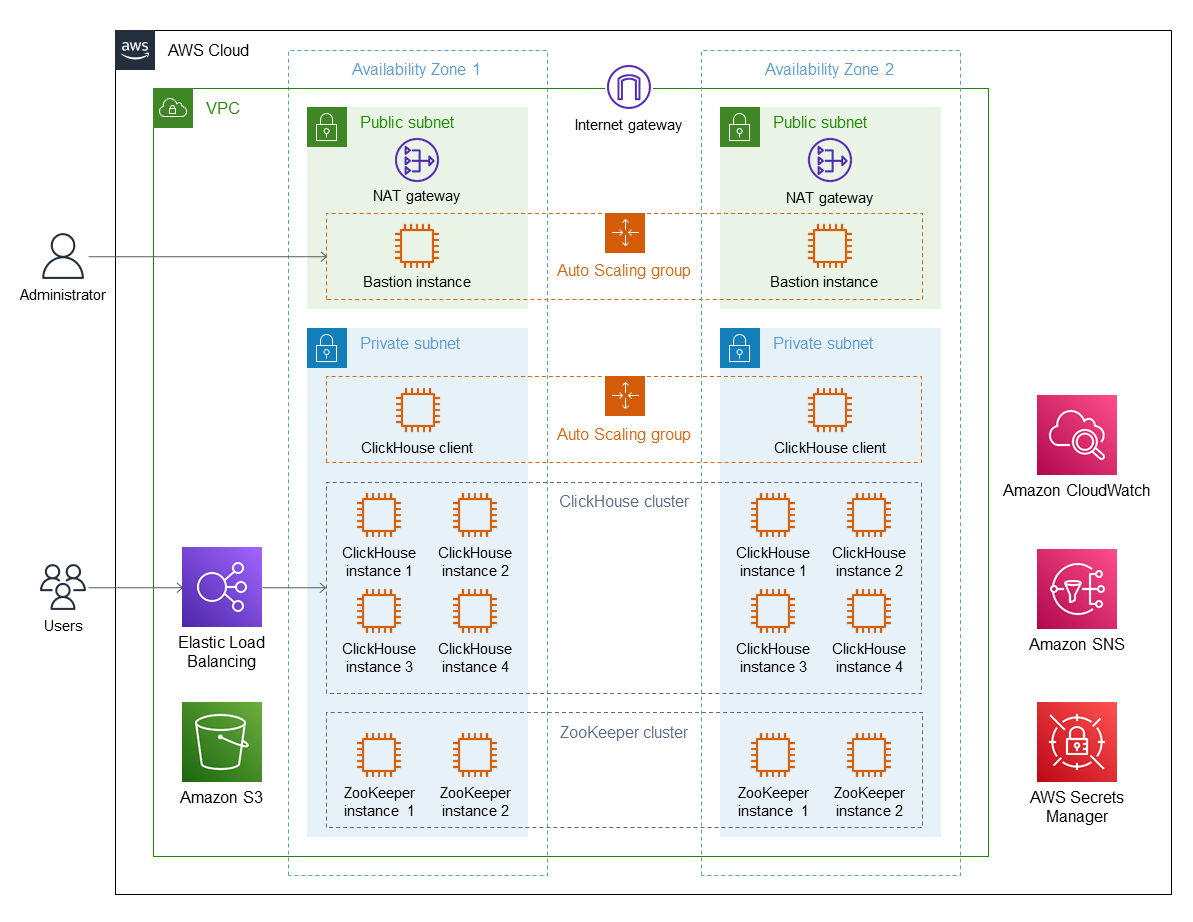 aws
AWS Cloud
Availability Zone 1
Availability Zone 2
VPC
Internet gateway
Public subnet
Public subnet
NAT gateway
NAT gateway
Auto Scaling group
Bastion instance
Bastion instance
Administrator
Private subnet
Private subnet
Auto Scaling group
ClickHouse client
ClickHouse client
ClickHouse cluster
ClickHouse
instance 1
ClickHouse
instance 2
ClickHouse
instance 1
ClickHouse
instance 2
ClickHouse
instance 3
ClickHouse
instance 4
ClickHouse
instance 3
ClickHouse
instance 4
Users
Elastic Load
Balancing
Amazon S3
ZooKeeper cluster
ZooKeeper
instance 1
ZooKeeper
instance 2
ZooKeeper
instance 1
ZooKeeper
instance 2
Amazon CloudWatch
Amazon SNS
AWS Secrets
Manager